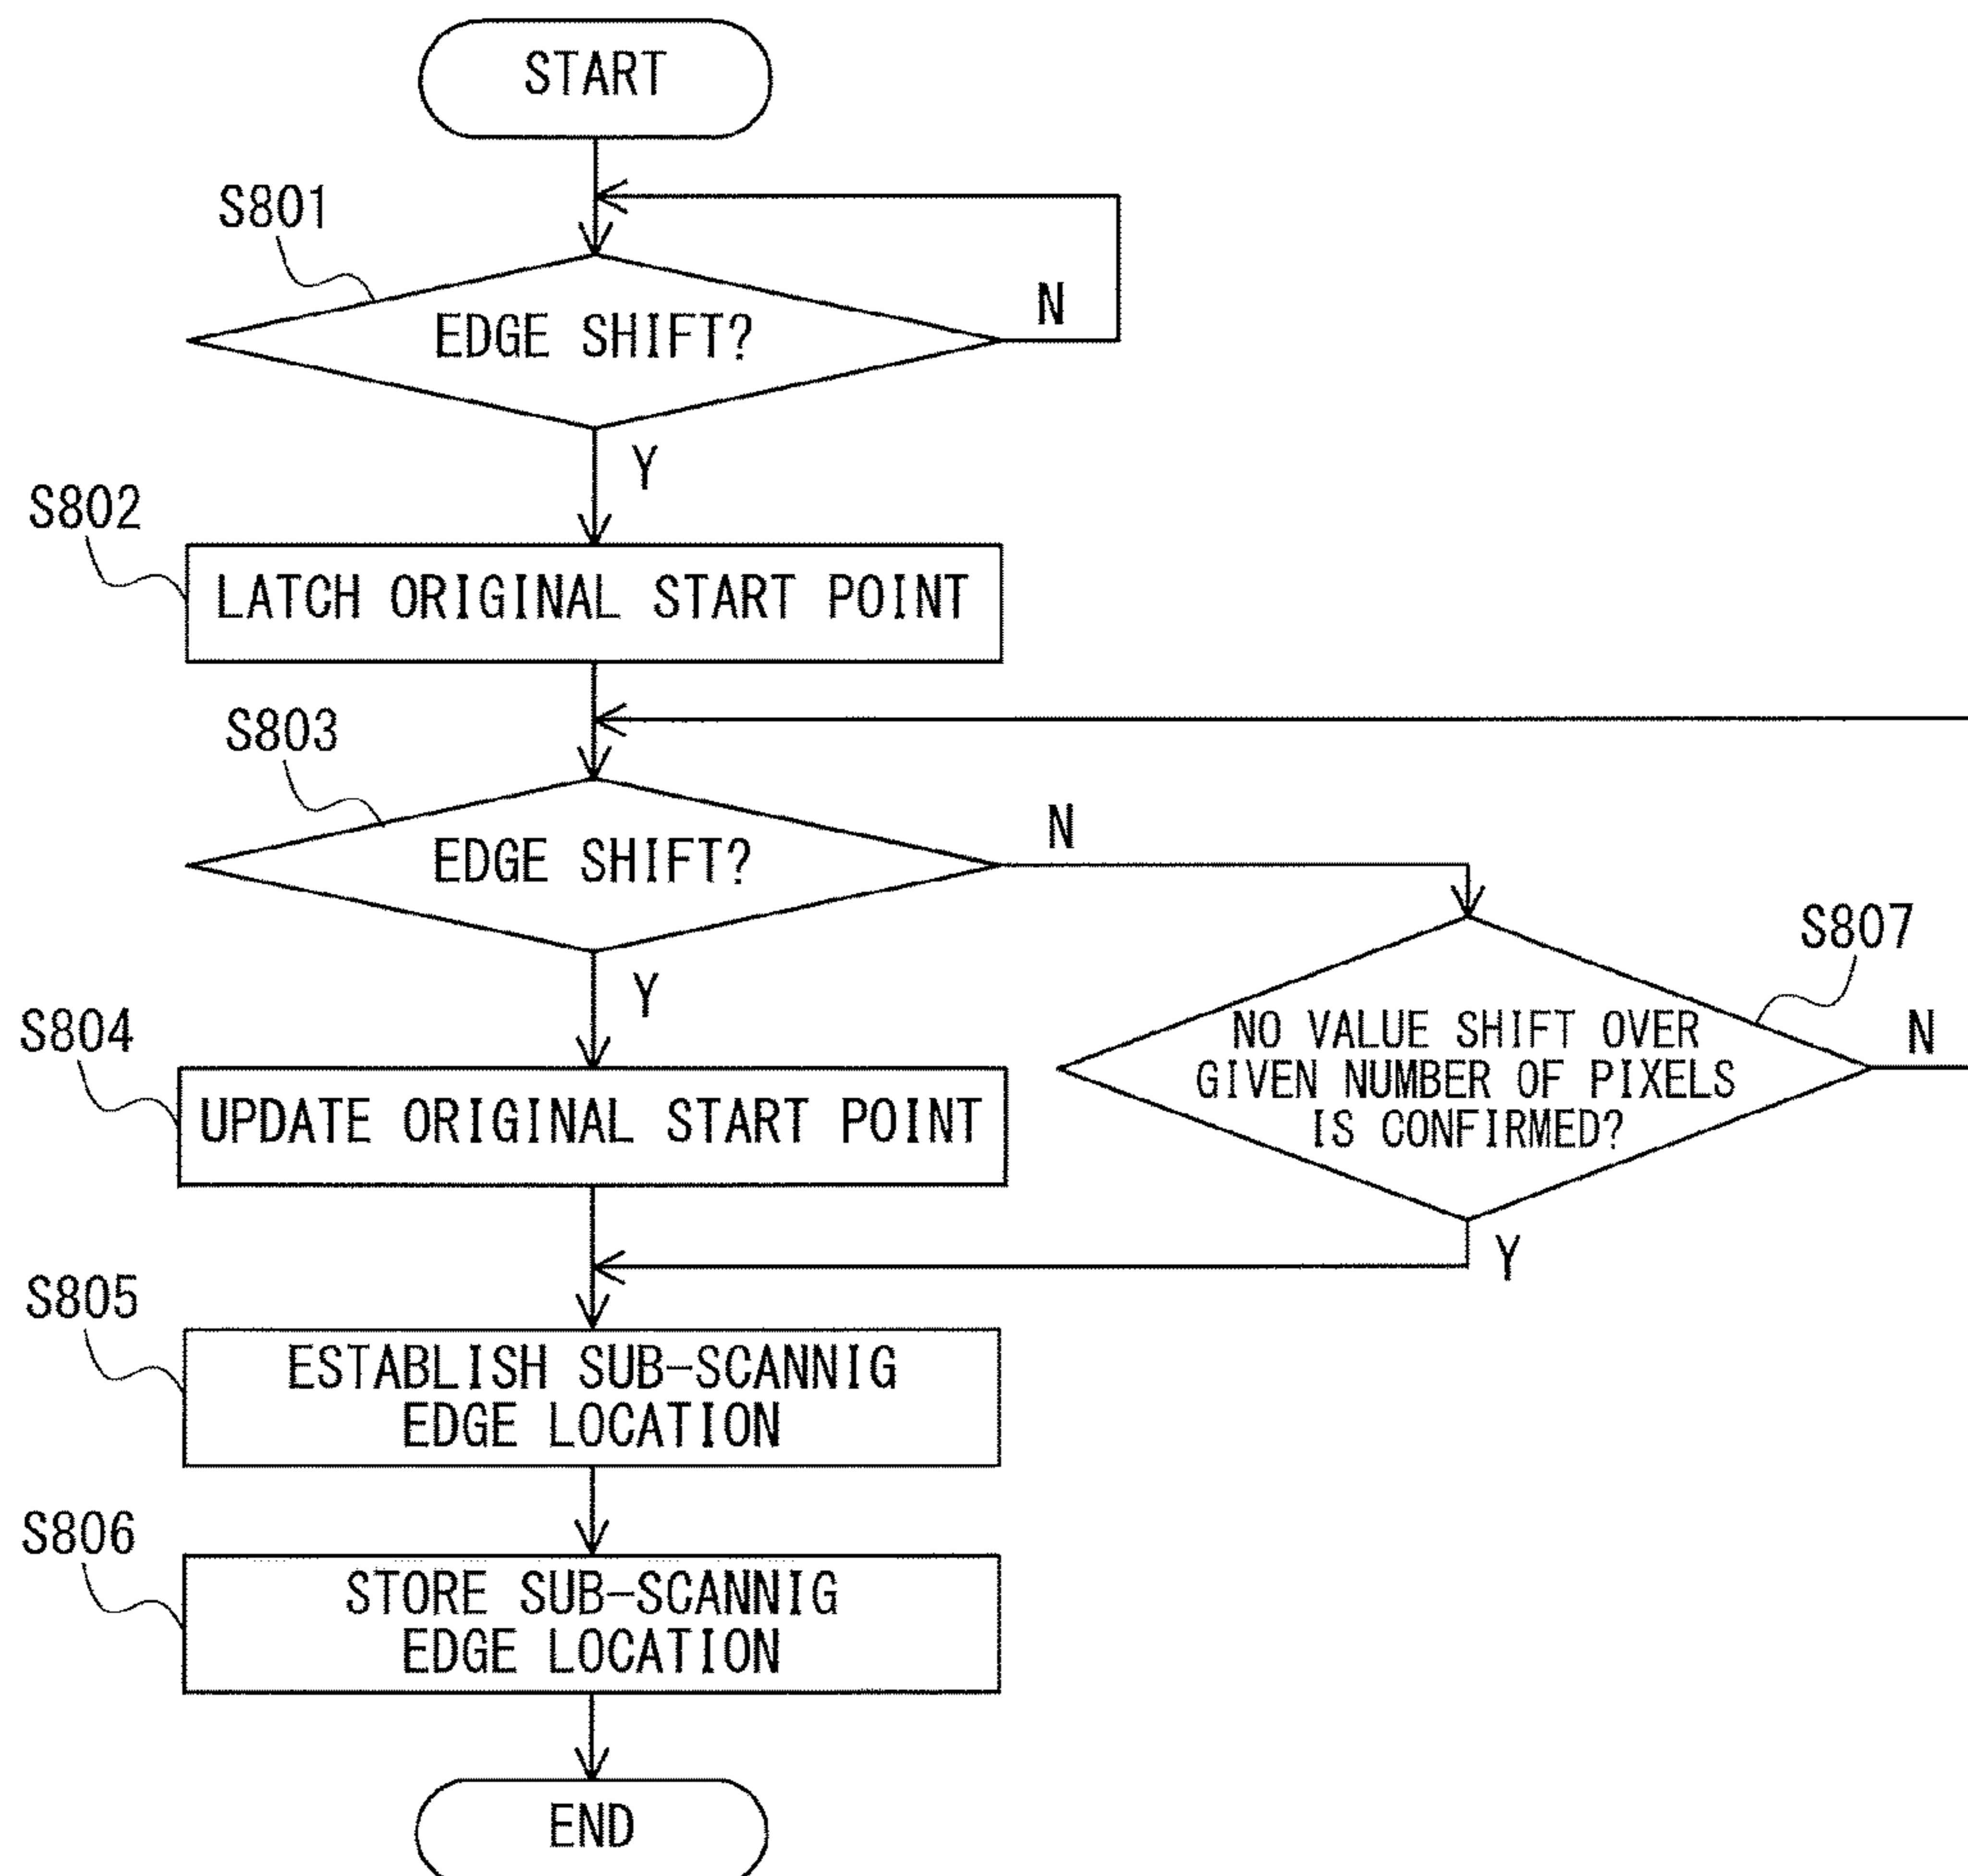 START
S801
EDGE SHIFT?
N
Y
S802
LATCH ORIGINAL START POINT
S803
EDGE SHIFT?
N
Y
S807
NO VALUE SHIFT OVER
GIVEN NUMBER OF PIXELS
IS CONFIRMED?
N
Y
S804
UPDATE ORIGINAL START POINT
S805
ESTABLISH SUB-SCANNIG
EDGE LOCATION
S806
STORE SUB-SCANNIG
EDGE LOCATION
END